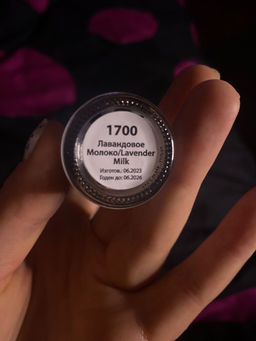 1700
Лавандовое
Молоко/Lavender
Milk
Изготов.: 06.2023
Годен до: 06.2026